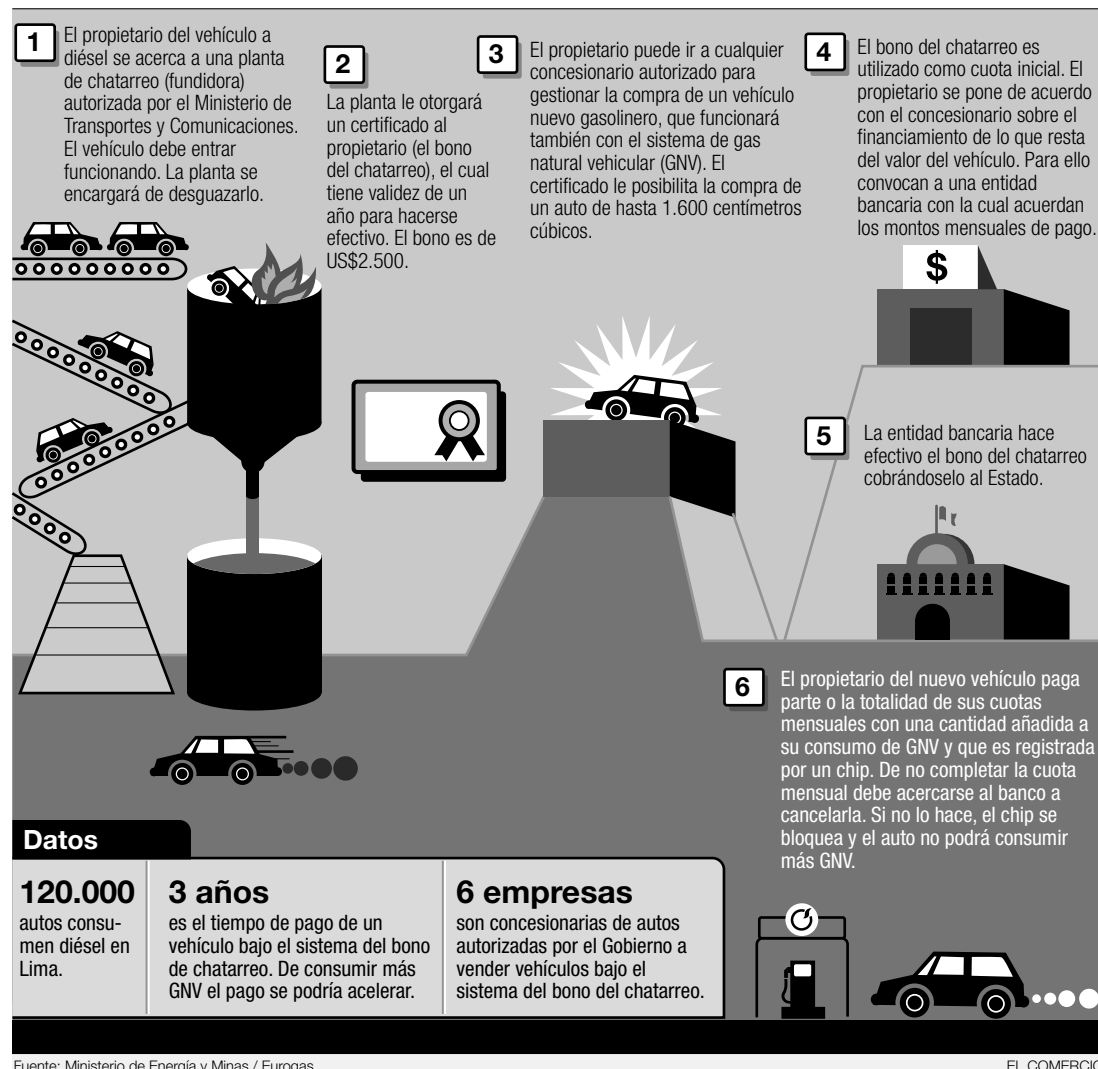 1
El propietario del vehículo a
diésel se acerca a una planta
de chatarreo (fundidora)
autorizada por el Ministerio de
Transportes y Comunicaciones.
El vehículo debe entrar
funcionando. La planta se
encargará de desguazarlo.
2
La planta le otorgará
un certificado al
propietario (el bono
del chatarreo), el cual
tiene validez de un
año para hacerse
efectivo. El bono es de
US$2.500.
3
El propietario puede ir a cualquier
concesionario autorizado para
gestionar la compra de un vehículo
nuevo gasolinero, que funcionará
también con el sistema de gas
natural vehicular (GNV). El
certificado le posibilita la compra de
un auto de hasta 1.600 centímetros
cúbicos.
4
El bono del chatarreo es
utilizado como cuota inicial. El
propietario se pone de acuerdo
con el concesionario sobre el
financiamiento de lo que resta
del valor del vehículo. Para ello
convocan a una entidad
bancaria con la cual acuerdan
los montos mensuales de pago.
$
5
La entidad bancaria hace
efectivo el bono del chatarreo
cobrándoselo al Estado.
6
El propietario del nuevo vehículo paga
parte o la totalidad de sus cuotas
mensuales con una cantidad añadida a
su consumo de GNV y que es registrada
por un chip. De no completar la cuota
mensual debe acercarse al banco a
cancelarla. Si no lo hace, el chip se
bloquea y el auto no podrá consumir
más GNV.
Datos
120.000
autos consu-
men diésel en
Lima.
3 años
es el tiempo de pago de un
vehículo bajo el sistema del bono
de chatarreo. De consumir más
GNV el pago se podría acelerar.
6 empresas
son concesionarias de autos
autorizadas por el Gobierno a
vender vehículos bajo el
sistema del bono del chatarreo.
Fuente: Ministerio de Energía y Minas / Eurogas
EL COMERCIO